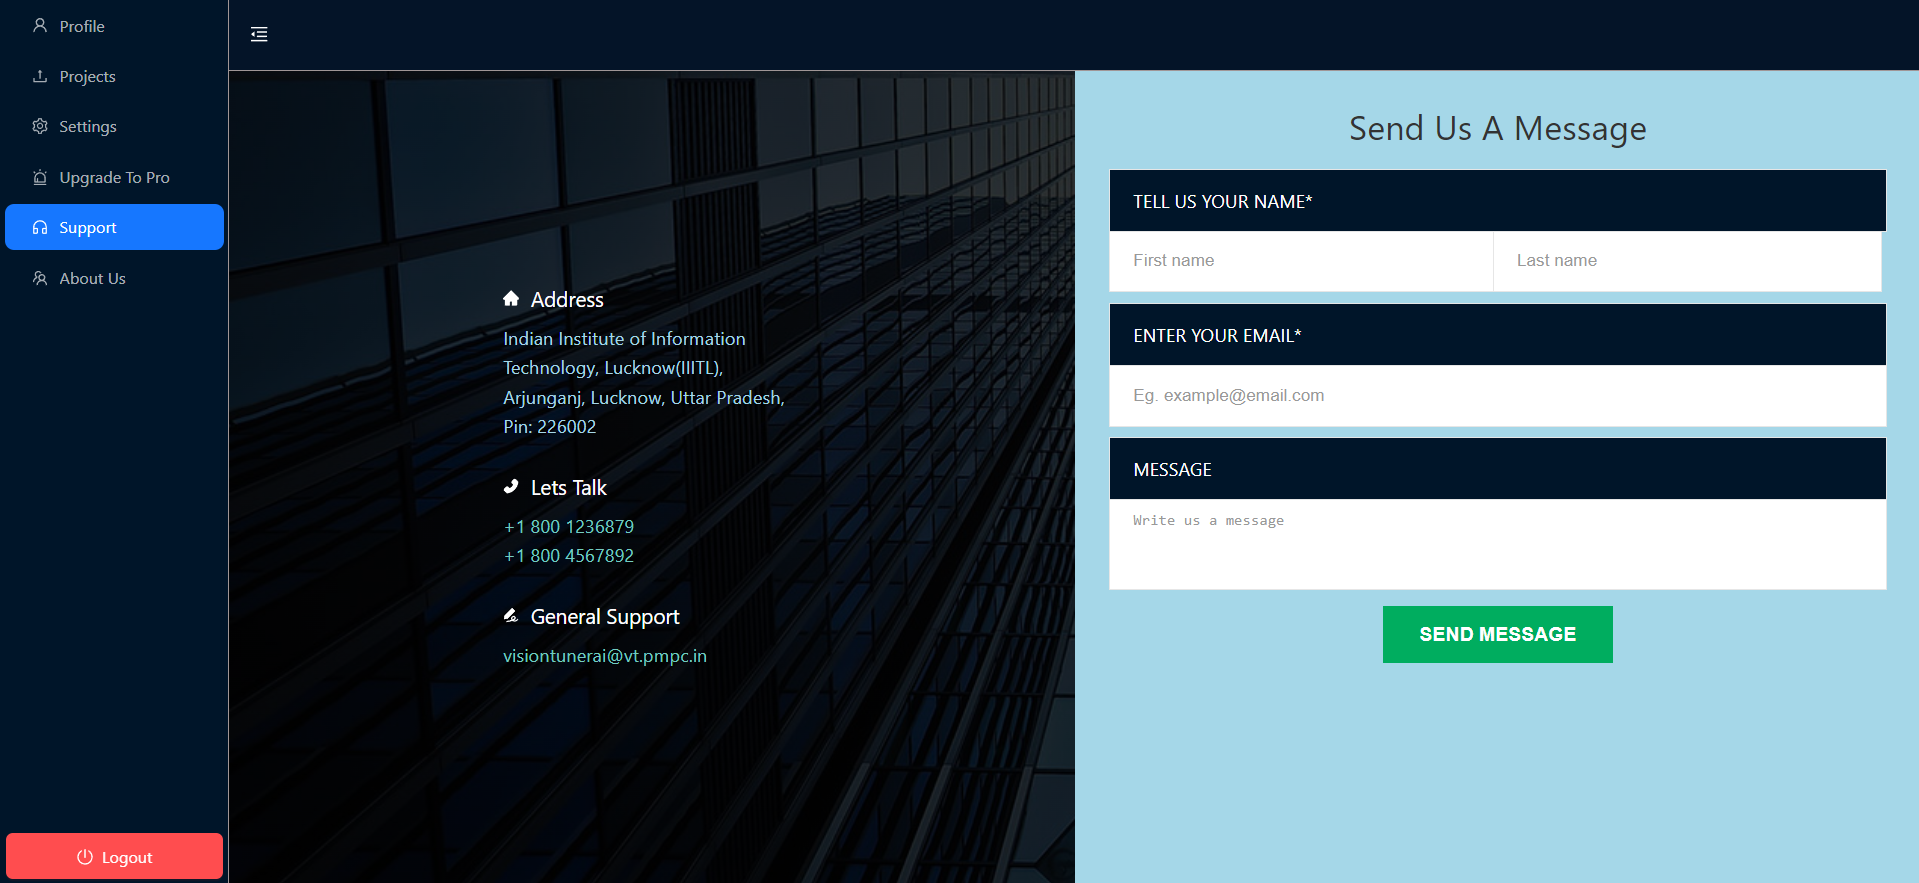 Profile
Projects
Settings
Upgrade To Pro
Support
About Us
Logout
Address
Indian Institute of Information
Technology, Lucknow(IIITL),
Arjunganj, Lucknow, Uttar Pradesh,
Pin: 226002
Lets Talk
+1 800 1236879
+1 800 4567892
General Support
visiontunerai@vt.pmpc.in
Send Us A Message
TELL US YOUR NAME*
First name Last name
ENTER YOUR EMAIL*
Eg. example@email.com
MESSAGE
Write us a message
SEND MESSAGE